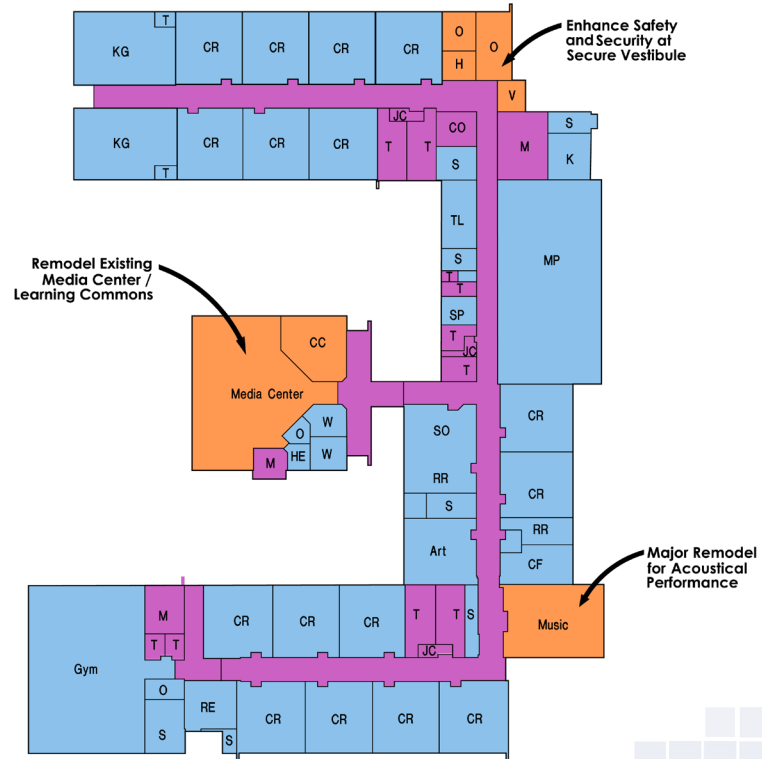 T
KG
CR
CR
CR
CR
O
O
H
Enhance Safety
and Security at
Secure Vestibule
V
KG
T
CR
CR
CR
JC
T
T
CO
S
M
S
K
TL
S
T
T
SP
T
JC
T
MP
Remodel Existing
Media Center /
Learning Commons
CC
Media Center
W
O
W
HE
M
SO
RR
S
Art
CR
CR
RR
CF
Major Remodel
for Acoustical
Performance
Music
M
T
T
CR
CR
CR
T
T
S
JC
Gym
O
S
RE
S
CR
CR
CR
CR